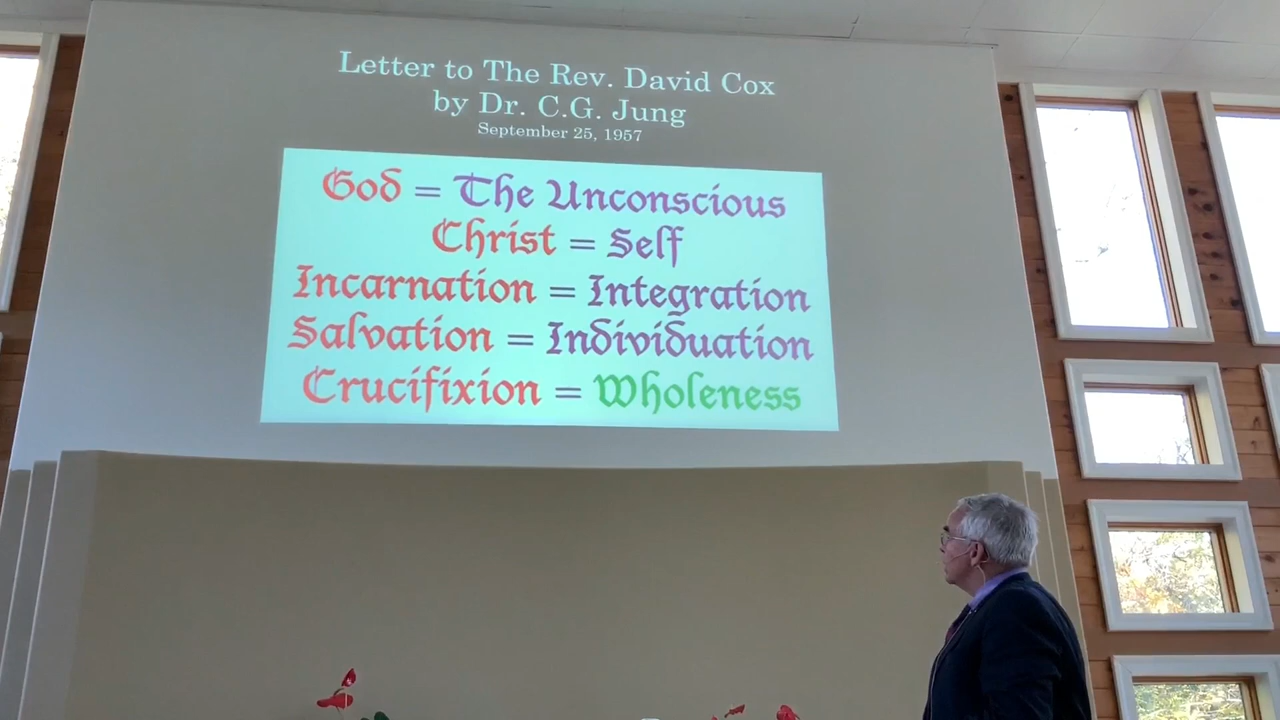 Letter to The Rev. David Cox
by Dr. C.G. Jung
September 25, 1957
God = The Unconscious
Christ = Self
Incarnation = Integration
Salvation = Individuation
Crucifixion = Wholeness